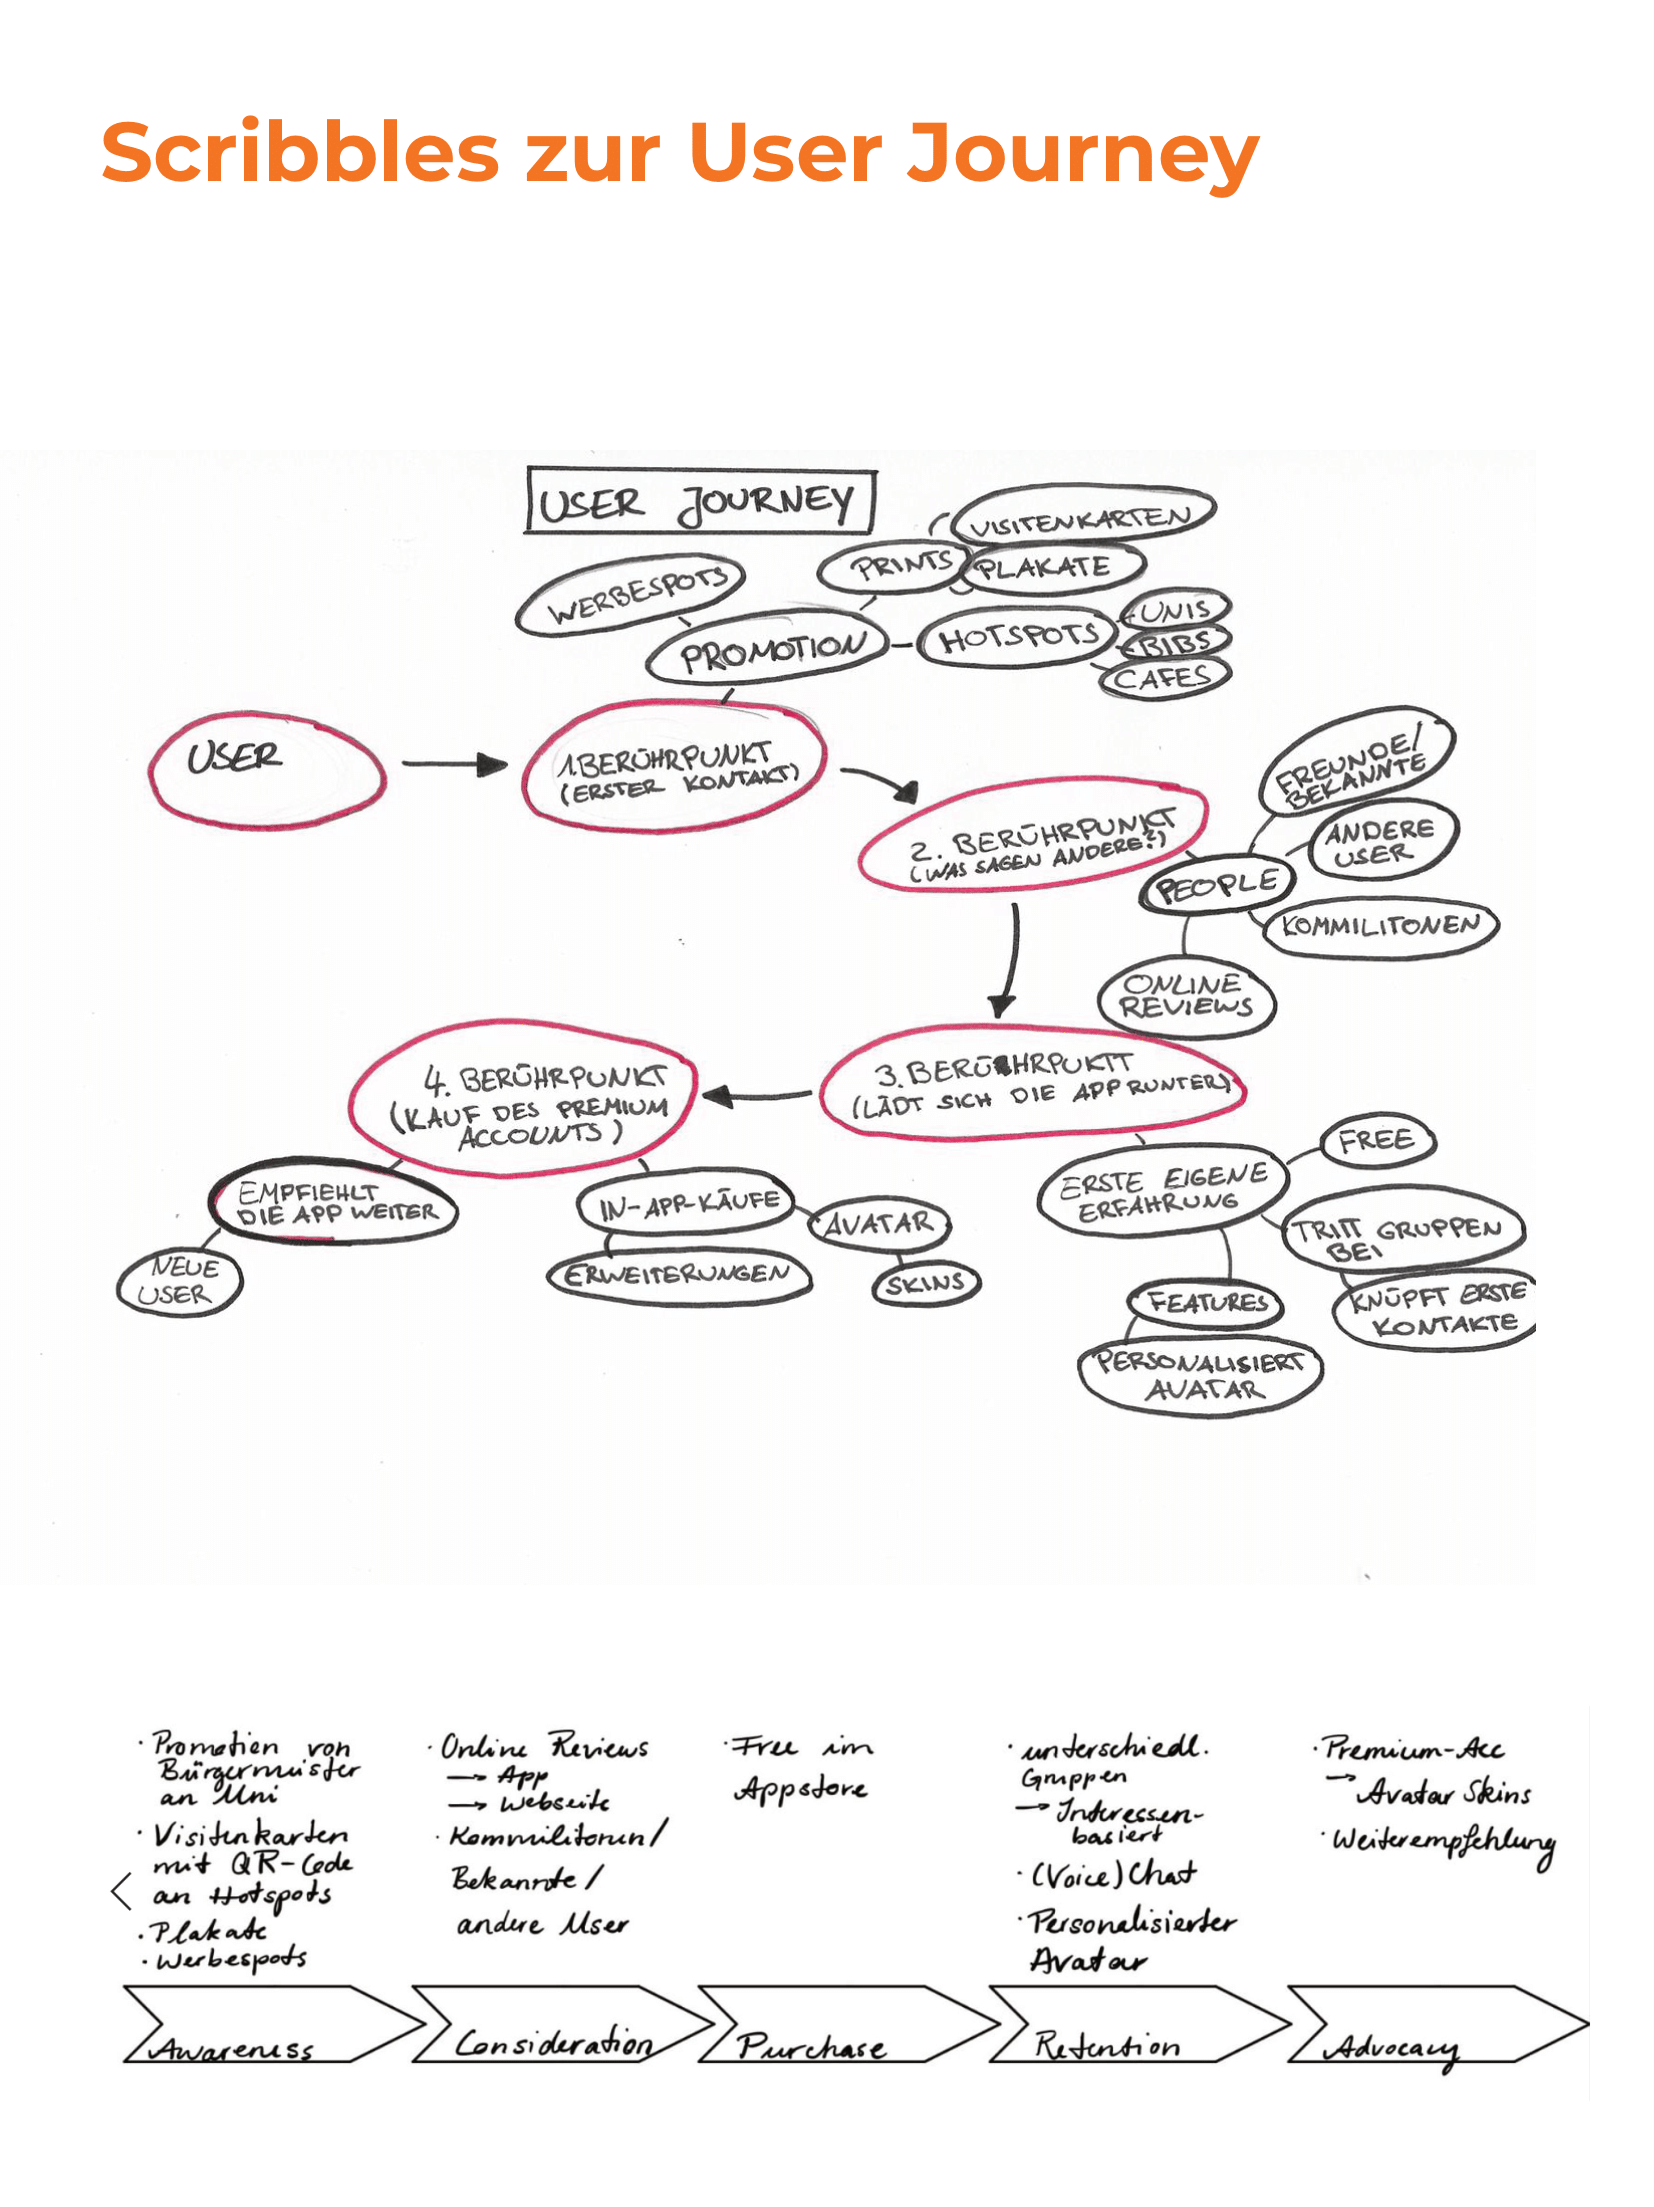 Scribbles zur User Journey
USER JOURNEY
VISITENKARTEN
PRINTS
PLAKATE
WERBESPOTS
PROMOTION
HOTSPOTS
UNIS
BIBS
CAFES
USER
1. BERÜHRPUNKT
(ERSTER KONTAKT)
2. BERÜHRPUNKT
(WAS SAGEN ANDERE?)
FREUNDE/
BEKANNTE
ANDERE
USER
PEOPLE
KOMMILITONEN
ONLINE
REVIEWS
3. BERÜHRPUKTT
(LÄDT SICH DIE APP RUNTER)
4. BERÜHRPUNKT
(KAUF DES PREMIUM
ACCOUNTS)
EMPFIEHLT
DIE APP WEITER
NEUE
USER
IN-APP-KÄUFE
AVATAR
ERWEITERUNGEN
SKINS
ERSTE EIGENE
ERFAHRUNG
FREE
TRITT GRUPPEN
BEI
KNÜPFT ERSTE
KONTAKTE
FEATURES
PERSONALISIERT
AVATAR
· Promotion von
Bürgermeister
an Uni
· Visitenkarten
mit QR-Code
an Hotspots
· Plakate
· Werbespots
Awareness
· Online Reviews
→ App
→ Webseite
· Kommilitonen/
Bekannte/
andere User
Consideration
· Free im
Appstore
Purchase
· unterschiedl.
Gruppen
→ Interessen-
basiert
· (Voice) Chat
· Personalisierter
Avatar
Retention
· Premium-Acc
→ Avatar Skins
· Weiterempfehlung
Advocacy